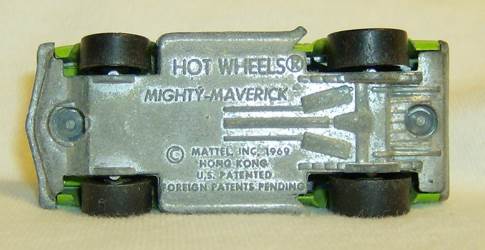 HOT WHEELS®
MIGHTY-MAVERICK
© MATTEL, INC. 1969
HONG KONG
U.S. PATENTED
FOREIGN PATENTS PENDING